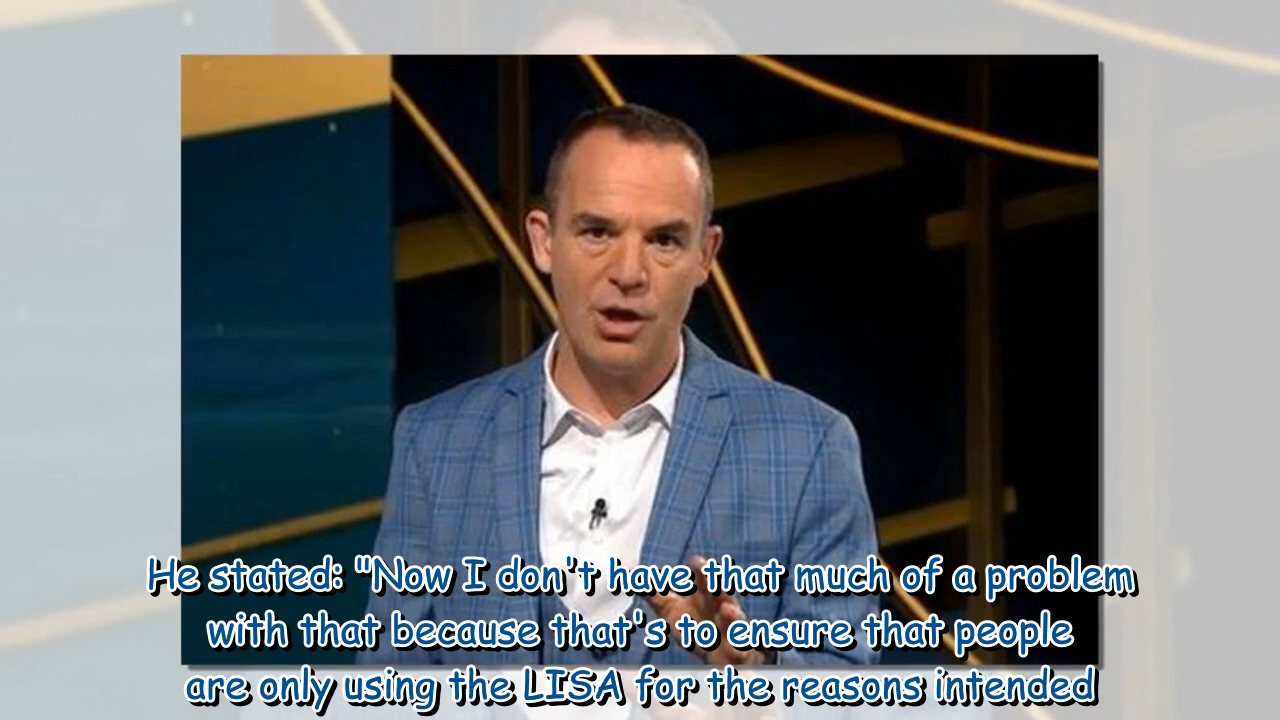 He stated: "Now I don't have that much of a problem
with that because that's to ensure that people
are only using the LISA for the reasons intended